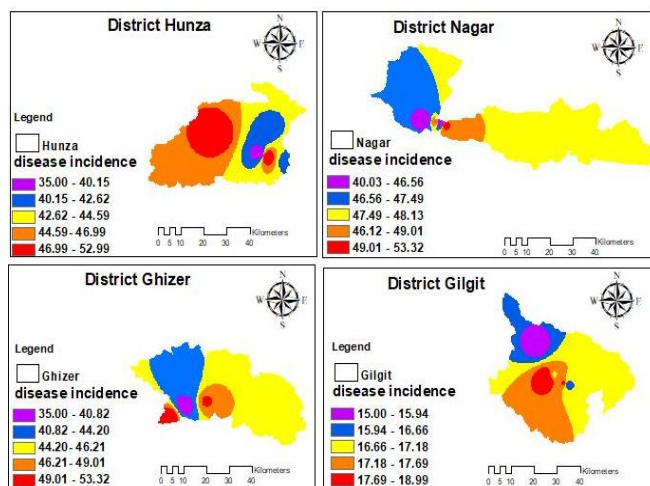 District Hunza
N
W E
S
Legend
Hunza
disease incidence
35.00 - 40.15
40.15 - 42.62
42.62 - 44.59
44.59 - 46.99
46.99 - 52.99
0 5 10 20 30 40
Kilometers
District Nagar
N
W E
S
Legend
Nagar
disease incidence
40.03 - 46.56
46.56 - 47.49
47.49 - 48.13
46.12 - 49.01
49.01 - 53.32
0 5 10 20 30 40
Kilometers
District Ghizer
N
W E
S
Legend
Ghizer
disease incidence
35.00 - 40.82
40.82 - 44.20
44.20 - 46.21
46.21 - 49.01
49.01 - 53.32
0 5 10 20 30 40
Kilometers
District Gilgit
N
W E
S
Legend
Gilgit
disease incidence
15.00 - 15.94
15.94 - 16.66
16.66 - 17.18
17.18 - 17.69
17.69 - 18.99
0 5 10 20 30 40
Kilometers